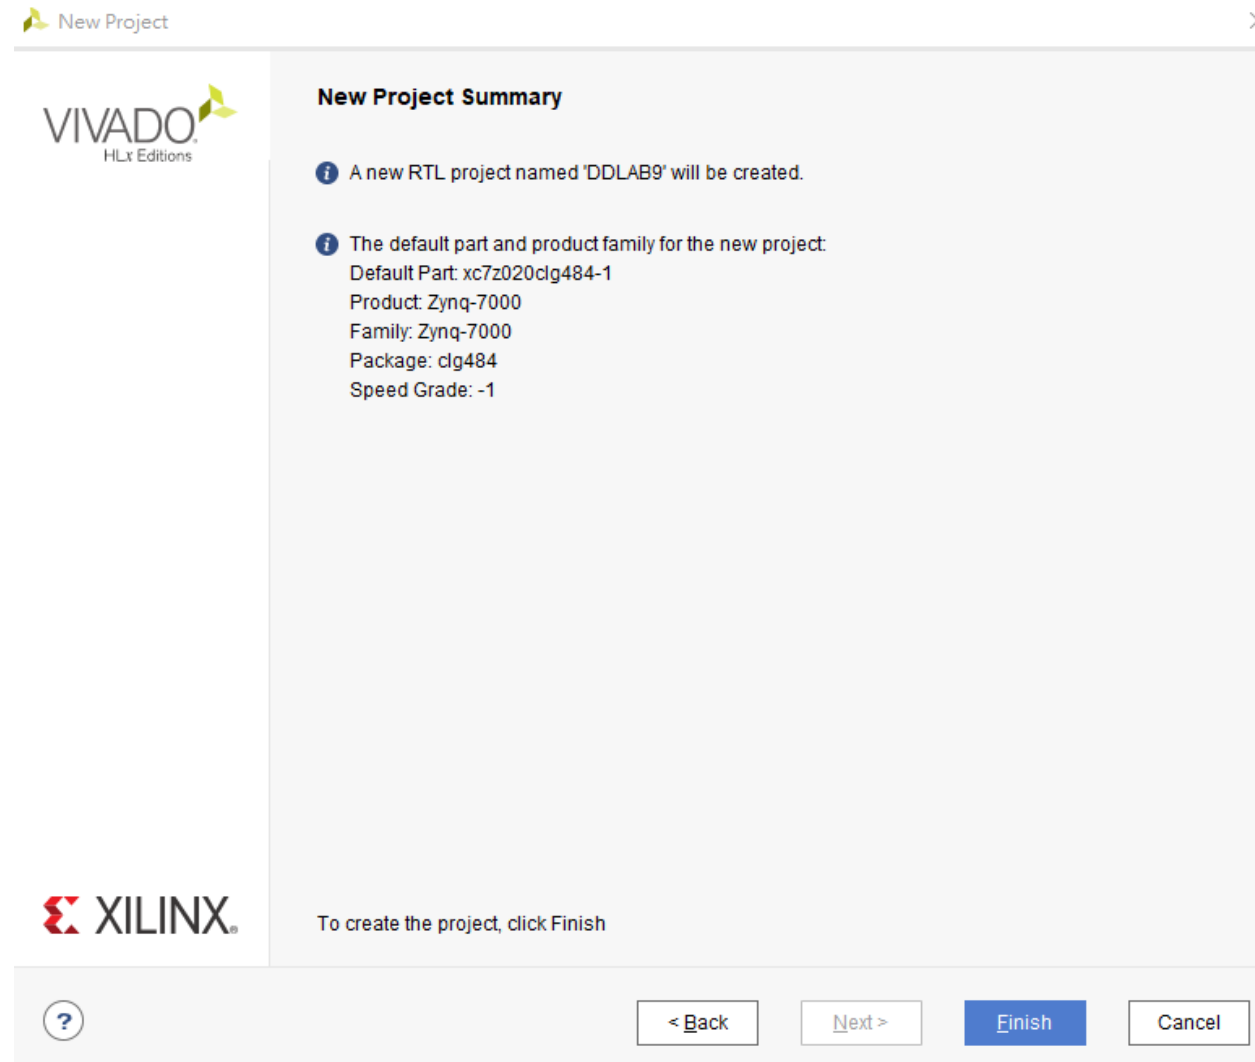 New Project
VIVADO.
HLx Editions
New Project Summary
A new RTL project named 'DDLAB9' will be created.
The default part and product family for the new project:
Default Part: xc7z020clg484-1
Product: Zynq-7000
Family: Zynq-7000
Package: clg484
Speed Grade: -1
XILINX®
To create the project, click Finish
?
< Back
Next >
Finish
Cancel